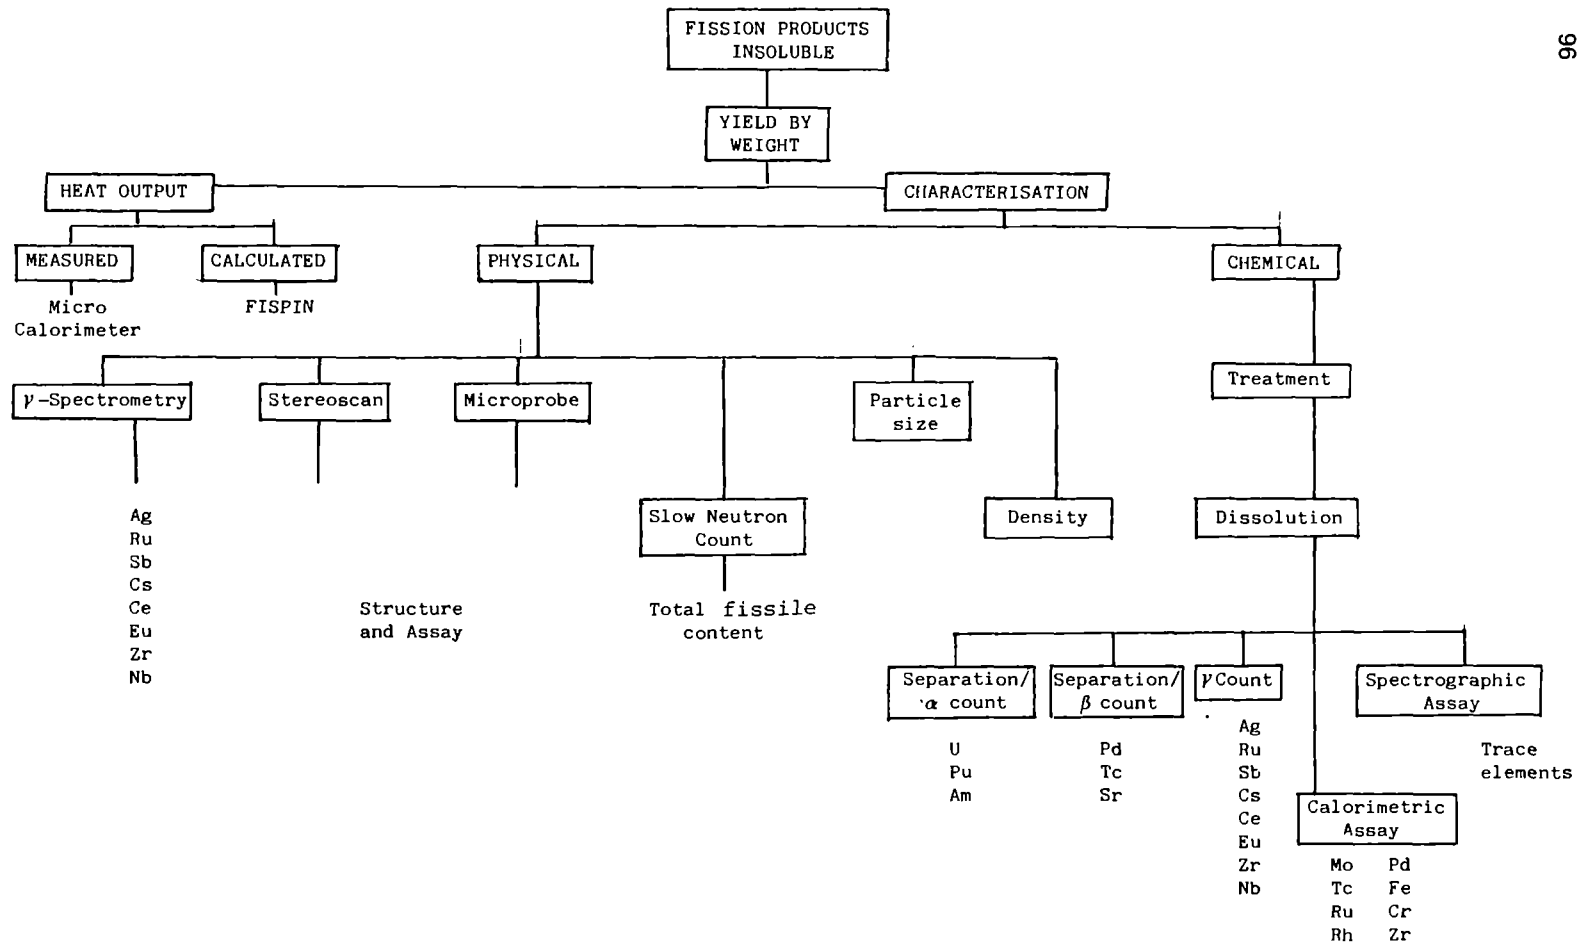 96
FISSION PRODUCTS
INSOLUBLE
YIELD BY
WEIGHT
HEAT OUTPUT
CHARACTERISATION
MEASURED
CALCULATED
PHYSICAL
CHEMICAL
Micro
Calorimeter
FISPIN
γ-Spectrometry
Stereoscan
Microprobe
Particle
size
Treatment
Slow Neutron
Count
Density
Dissolution
Ag
Ru
Sb
Cs
Ce
Eu
Zr
Nb
Structure
and Assay
Total fissile
content
Separation/
α count
Separation/
β count
γ Count
Spectrographic
Assay
U
Pu
Am
Pd
Tc
Sr
Ag
Ru
Sb
Cs
Ce
Eu
Zr
Nb
Trace
elements
Calorimetric
Assay
Mo Pd
Tc Fe
Ru Cr
Rh Zr